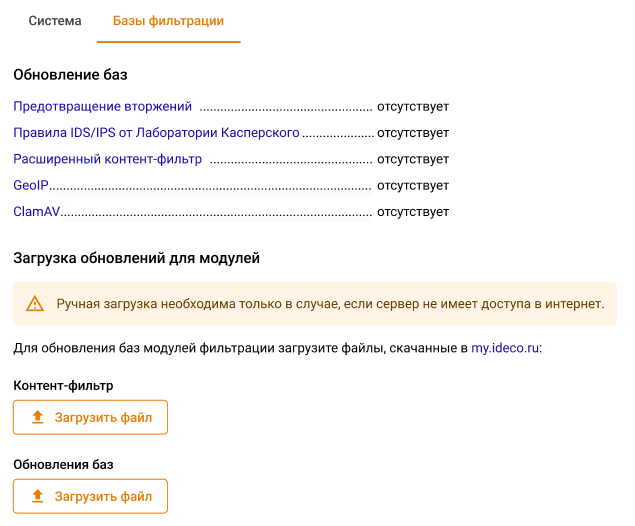 Система Базы фильтрации
Обновление баз
Предотвращение вторжений .................................................. отсутствует
Правила IDS/IPS от Лаборатории Касперского ..................... отсутствует
Расширенный контент-фильтр ............................................... отсутствует
GeoIP............................................................................................. отсутствует
ClamAV.......................................................................................... отсутствует
Загрузка обновлений для модулей
Ручная загрузка необходима только в случае, если сервер не имеет доступа в интернет.
Для обновления баз модулей фильтрации загрузите файлы, скачанные в my.ideco.ru:
Контент-фильтр
Загрузить файл
Обновления баз
Загрузить файл